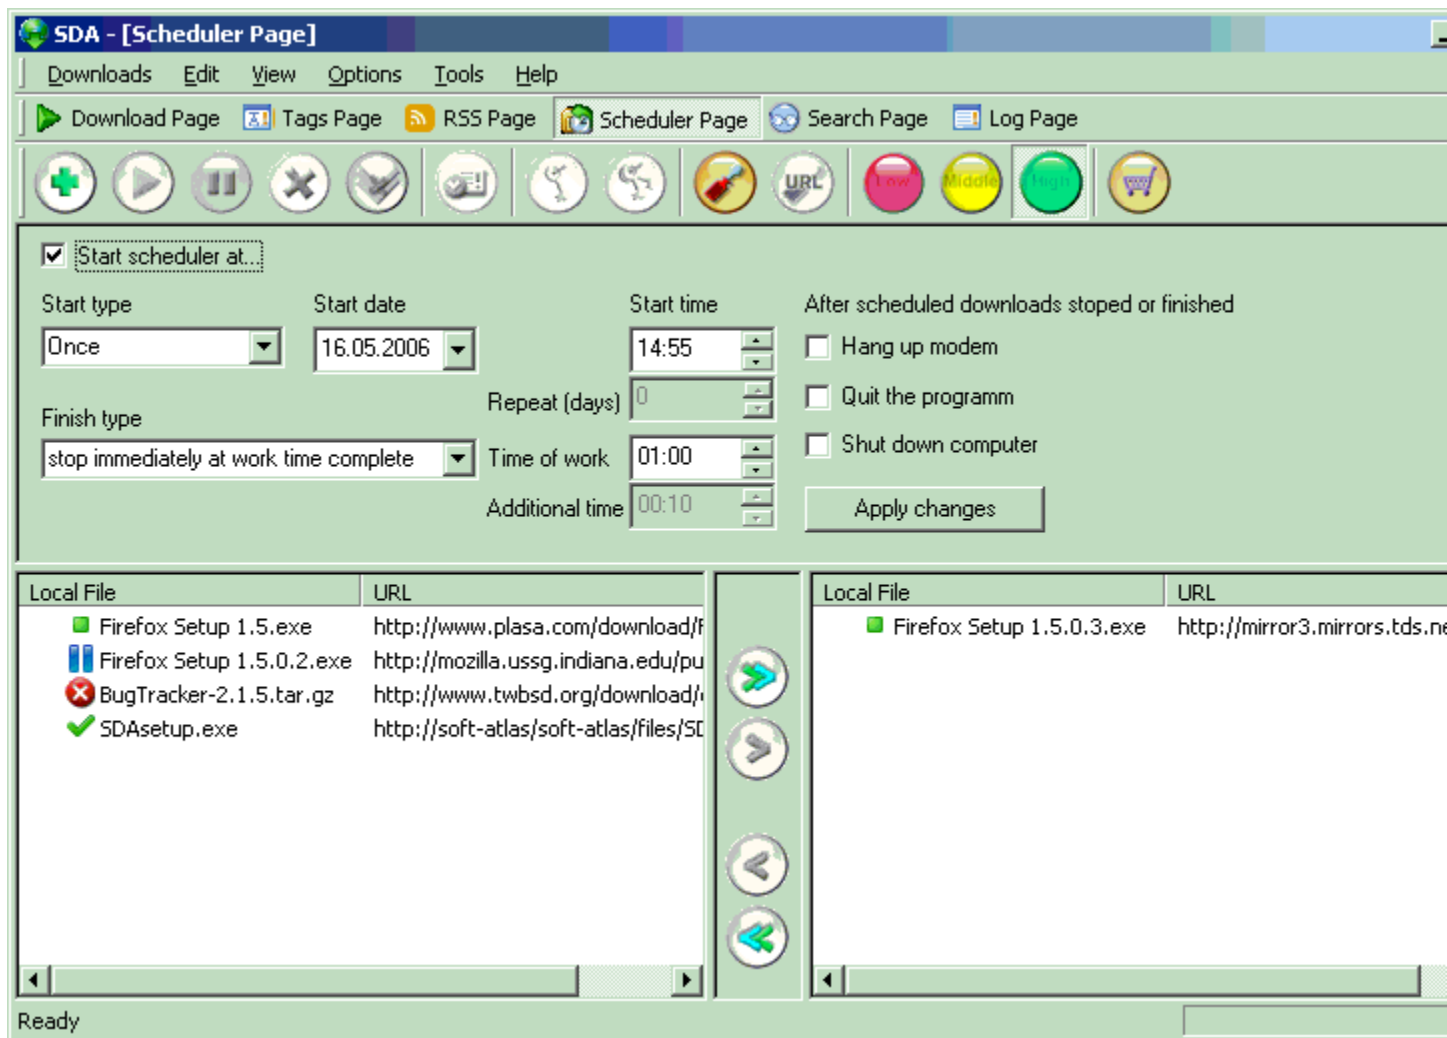 SDA - [Scheduler Page]
Downloads Edit View Options Tools Help
Download Page Tags Page RSS Page Scheduler Page Search Page Log Page
URL Low Middle High
Start scheduler at...
Start type Start date Start time After scheduled downloads stoped or finished
Once 16.05.2006 14:55 Hang up modem
Repeat (days) 0 Quit the programm
Finish type
stop immediately at work time complete Time of work 01:00 Shut down computer
Additional time 00:10 Apply changes
Local File URL Local File URL
Firefox Setup 1.5.exe http://www.plasa.com/download/F Firefox Setup 1.5.0.3.exe http://mirror3.mirrors.tds.ne
Firefox Setup 1.5.0.2.exe http://mozilla.ussg.indiana.edu/pu
BugTracker-2.1.5.tar.gz http://www.twbsd.org/download/
SDAsetup.exe http://soft-atlas/soft-atlas/files/SD
Ready